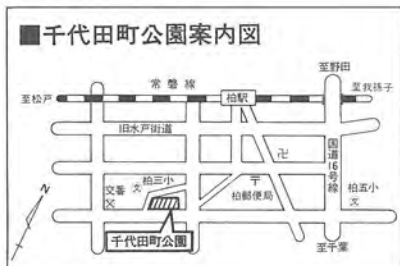 ■千代田町公園案内図
至野田
常磐線
至松戸
柏駅
至我孫子
旧水戸街道
卍
国道16号線
交番
X
文
柏三小
〒
柏郵便局
柏五小
文
N
千代田町公園
至千葉